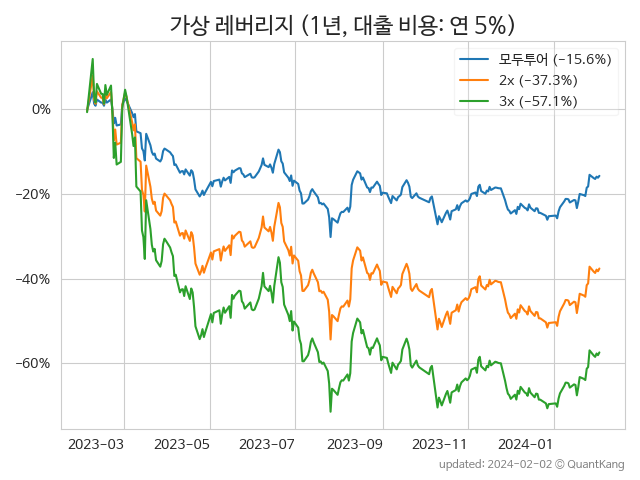 가상 레버리지 (1년, 대출 비용: 연 5%)
모두투어 (−15.6%)
2x (−37.3%)
3x (−57.1%)
0%
−20%
−40%
−60%
2023−03 2023−05 2023−07 2023−09 2023−11 2024−01
updated: 2024-02-02 © QuantKang